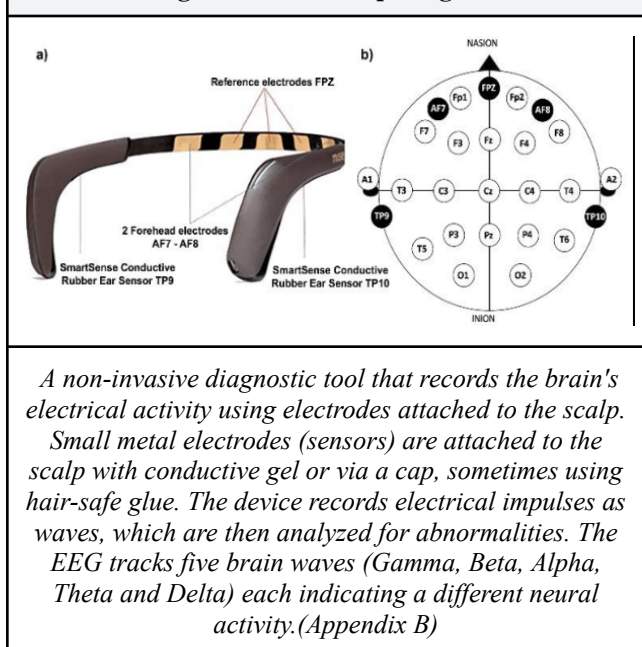 a)
Reference electrodes FPZ
2 Forehead electrodes
AF7 - AF8
SmartSense Conductive
Rubber Ear Sensor TP9
SmartSense Conductive
Rubber Ear Sensor TP10
b)
NASION
FPZ
Fp1
FpZ
AF7
AF8
F7
F3
Fz
F4
F8
A1
T3
C3
Cz
C4
T4
A2
TP9
TP10
T5
P3
Pz
P4
T6
O1
O2
INION
A non-invasive diagnostic tool that records the brain's
electrical activity using electrodes attached to the scalp.
Small metal electrodes (sensors) are attached to the
scalp with conductive gel or via a cap, sometimes using
hair-safe glue. The device records electrical impulses as
waves, which are then analyzed for abnormalities. The
EEG tracks five brain waves (Gamma, Beta, Alpha,
Theta and Delta) each indicating a different neural
activity.(Appendix B)